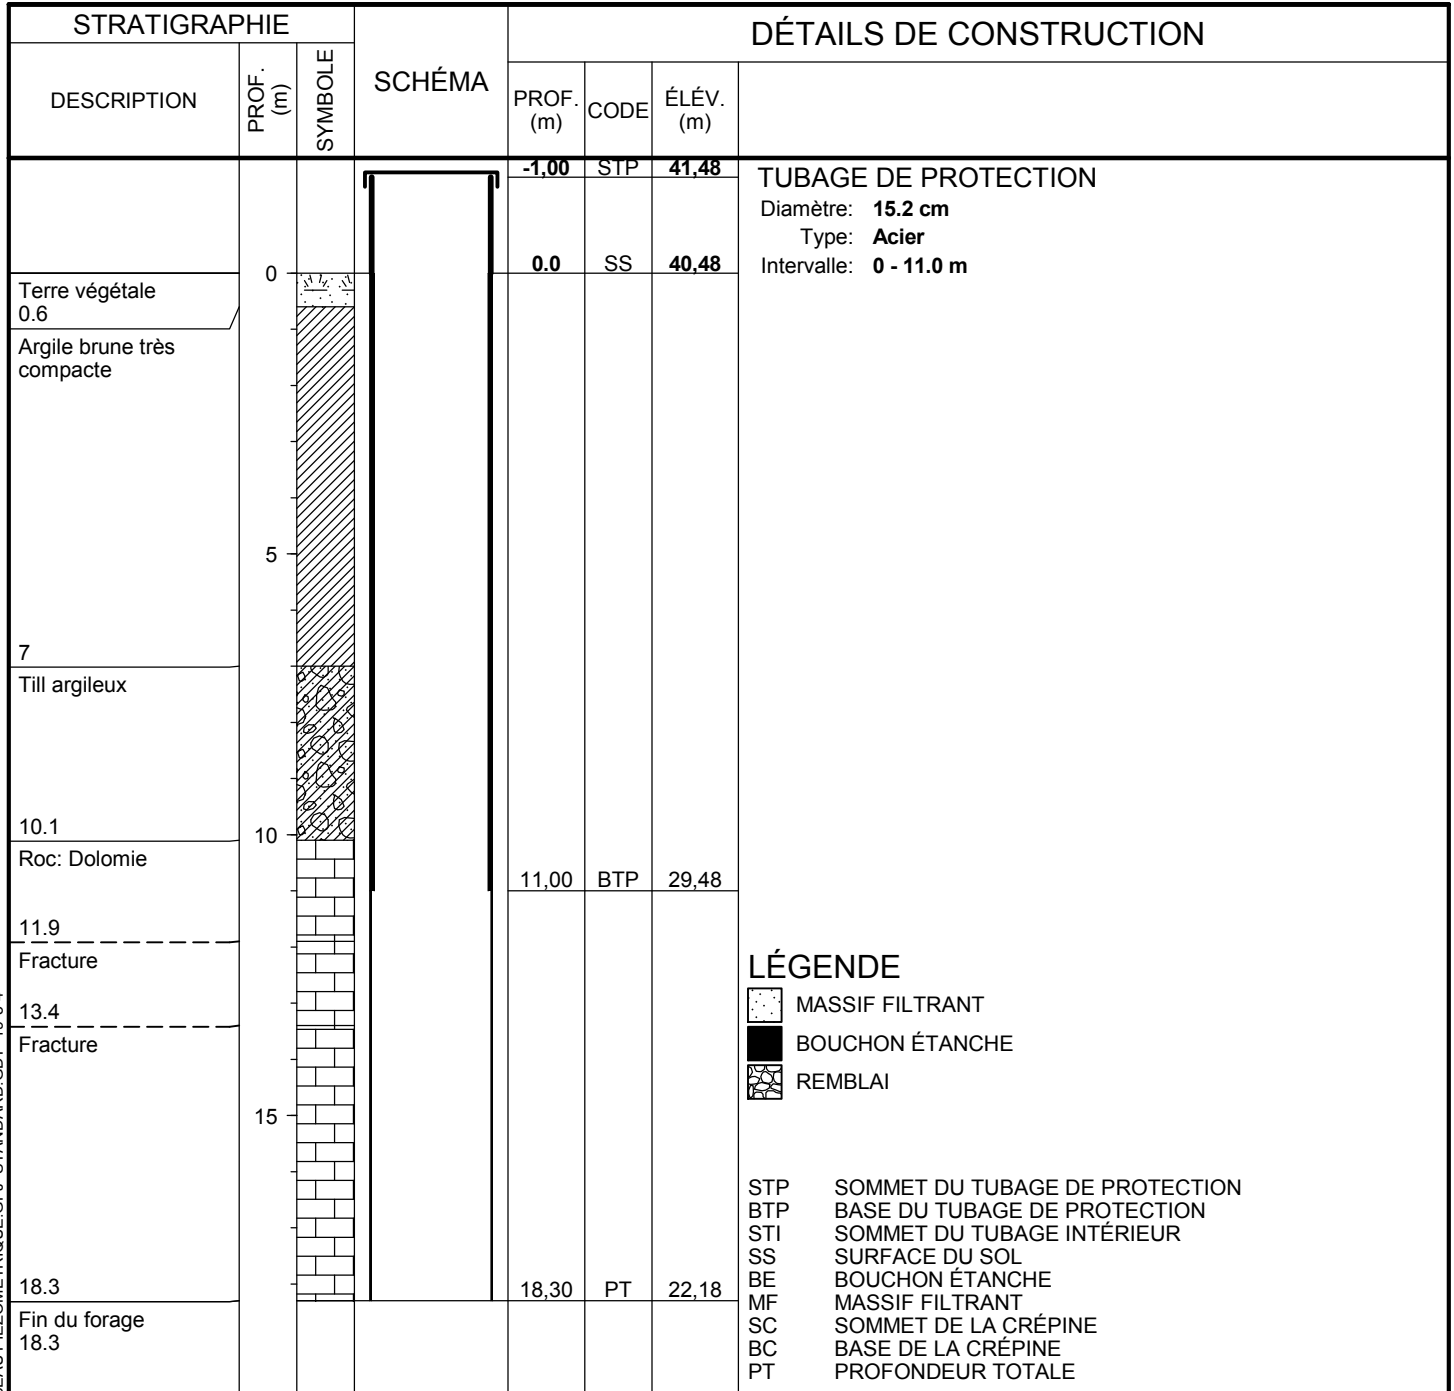 STRATIGRAPHIE
DESCRIPTION
PROF.
(m)
SYMBOLE
SCHÉMA
DÉTAILS DE CONSTRUCTION
PROF.
(m)
CODE
ÉLÉV.
(m)
-1,00 STP 41,48
TUBAGE DE PROTECTION
Diamètre: 15.2 cm
Type: Acier
Intervalle: 0 - 11.0 m
0.0 SS 40,48
0
Terre végétale
0.6
Argile brune très
compacte
5
7
Till argileux
10.1
10
Roc: Dolomie
11,00 BTP 29,48
11.9
Fracture
13.4
Fracture
15
18.3
18,30 PT 22,18
Fin du forage
18.3
LÉGENDE
MASSIF FILTRANT
BOUCHON ÉTANCHE
REMBLAI
STP SOMMET DU TUBAGE DE PROTECTION
BTP BASE DU TUBAGE DE PROTECTION
STI SOMMET DU TUBAGE INTÉRIEUR
SS SURFACE DU SOL
BE BOUCHON ÉTANCHE
MF MASSIF FILTRANT
SC SOMMET DE LA CRÉPINE
BC BASE DE LA CRÉPINE
PT PROFONDEUR TOTALE